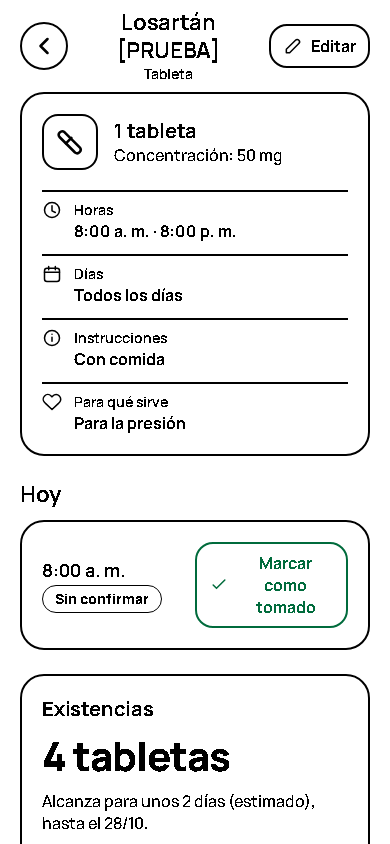 Losartán
[PRUEBA]
Tableta
Editar
1 tableta
Concentración: 50 mg
Horas
8:00 a. m. · 8:00 p. m.
Días
Todos los días
Instrucciones
Con comida
Para qué sirve
Para la presión
Hoy
8:00 a. m.
Sin confirmar
Marcar
como
tomado
Existencias
4 tabletas
Alcanza para unos 2 días (estimado),
hasta el 28/10.